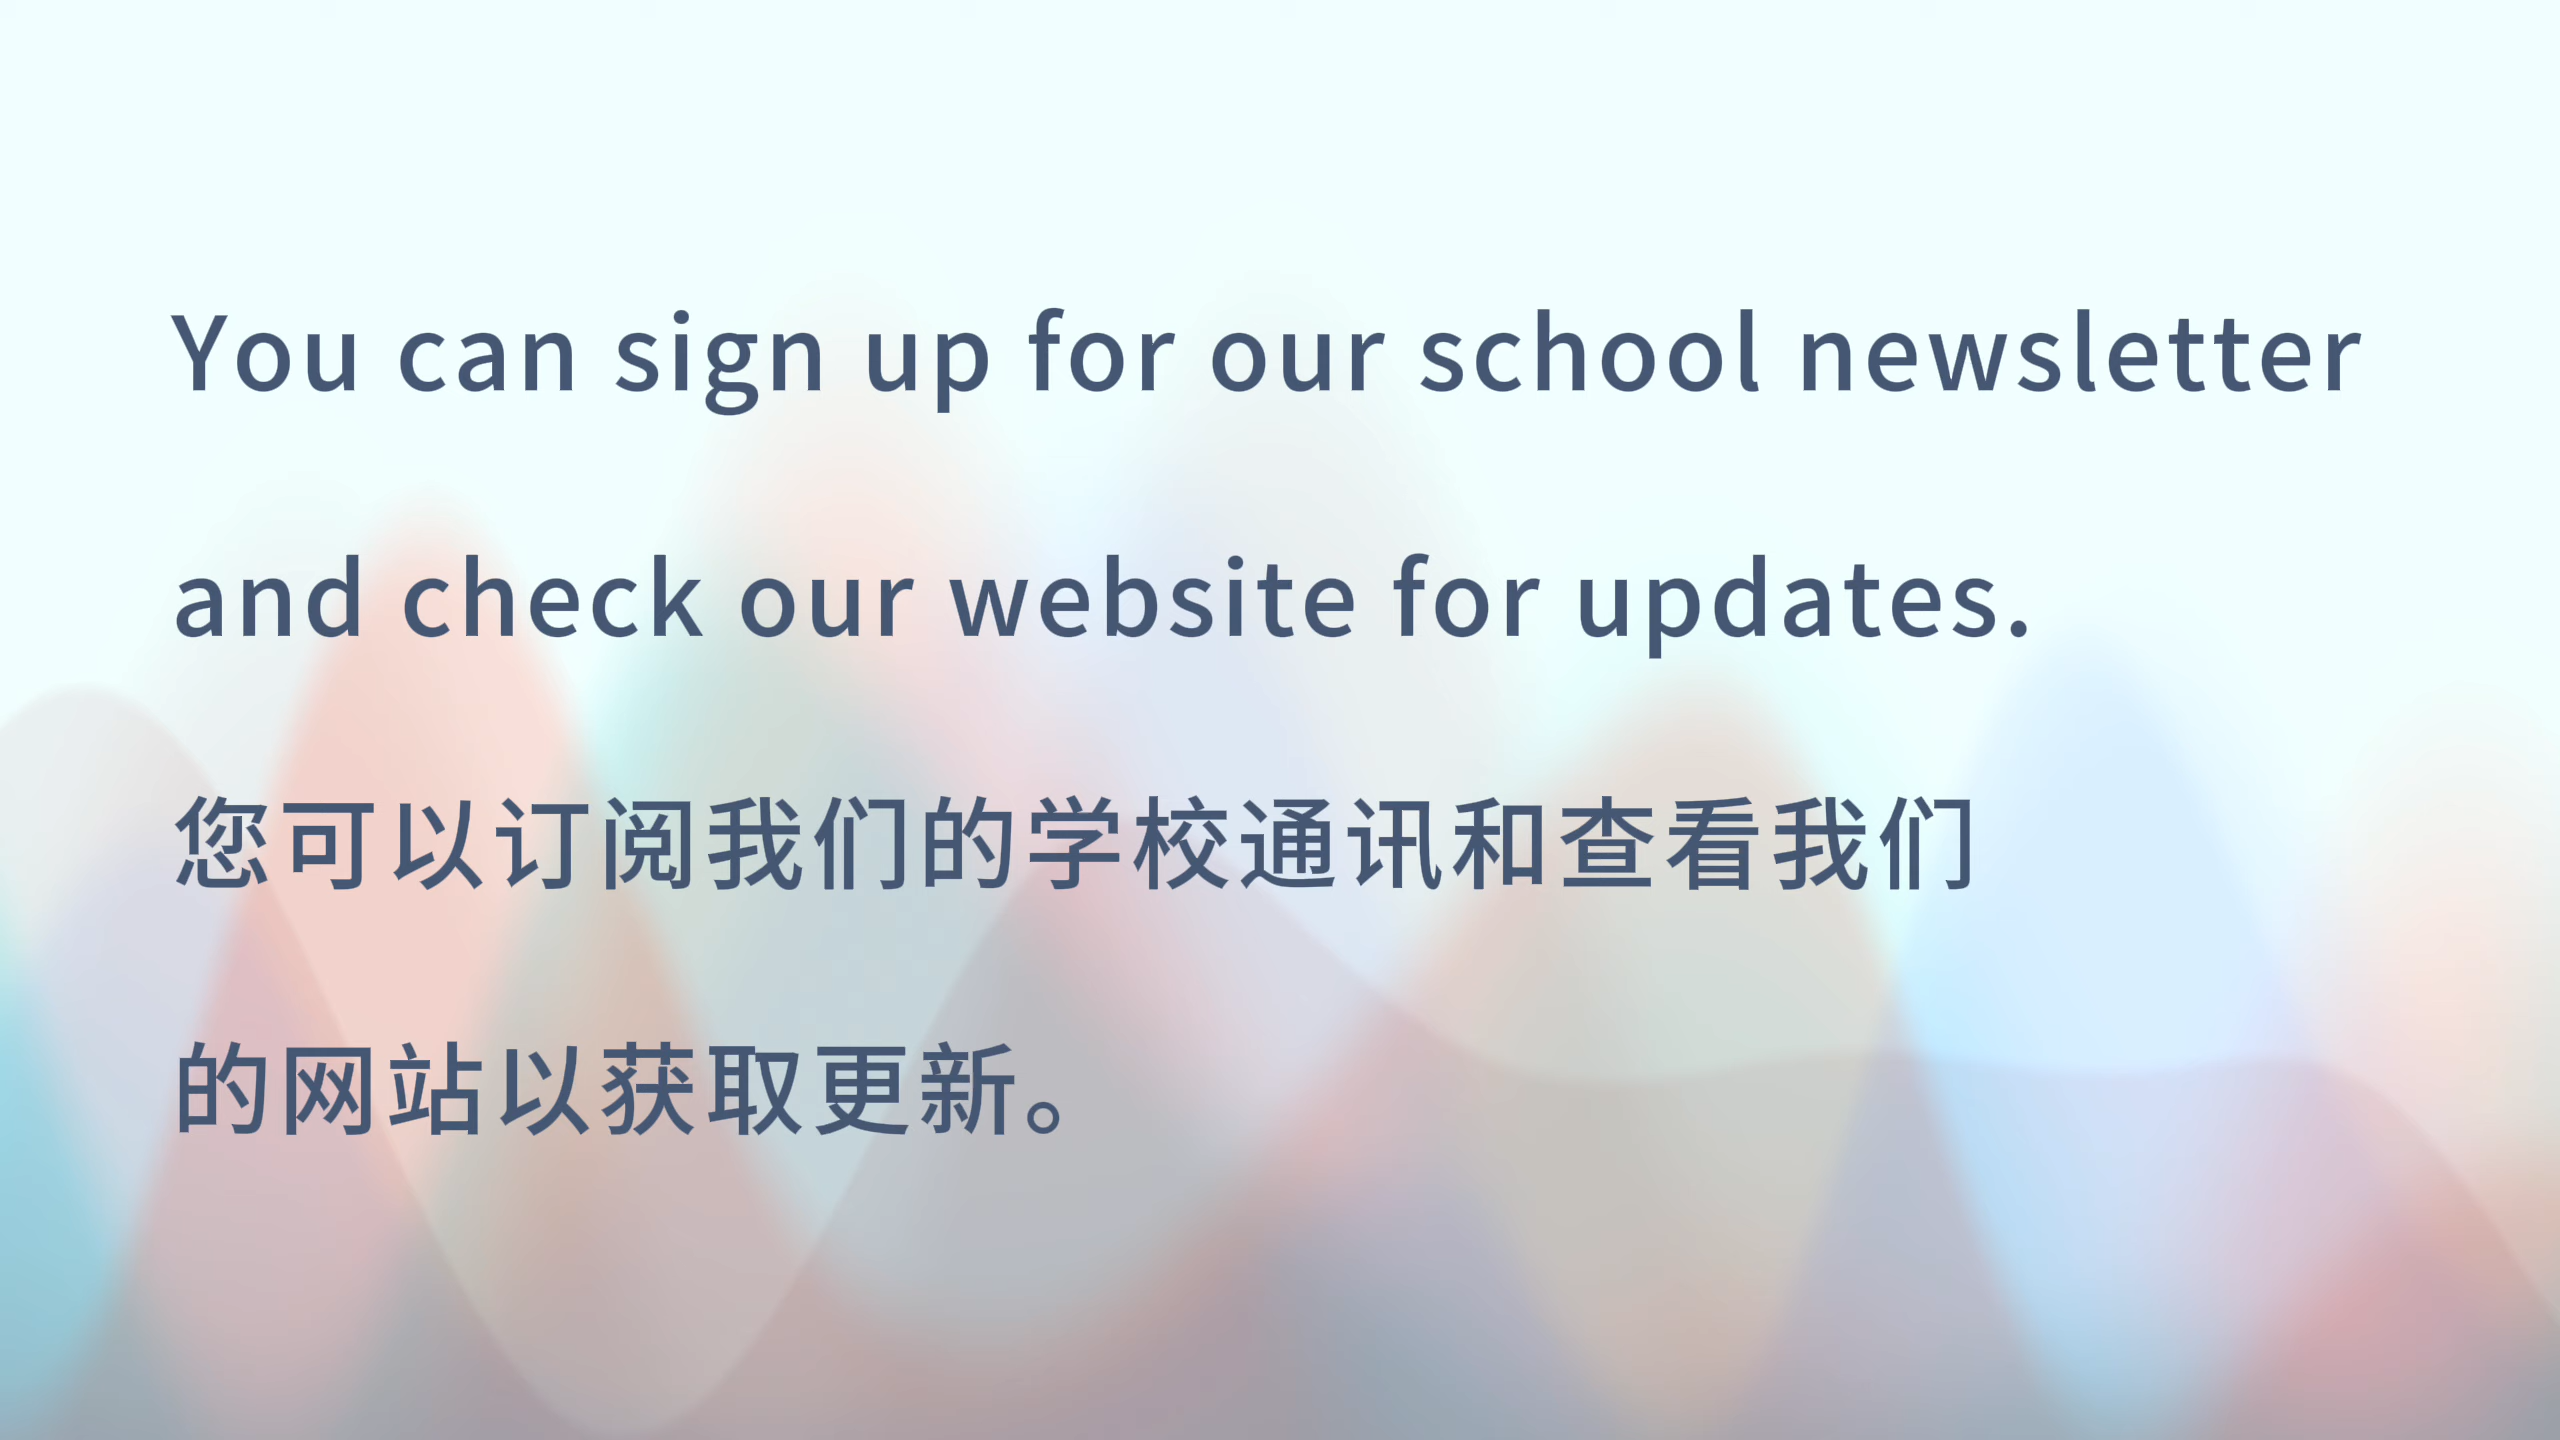 You can sign up for our school newsletter
and check our website for updates.
您可以订阅我们的学校通讯和查看我们
的网站以获取更新。